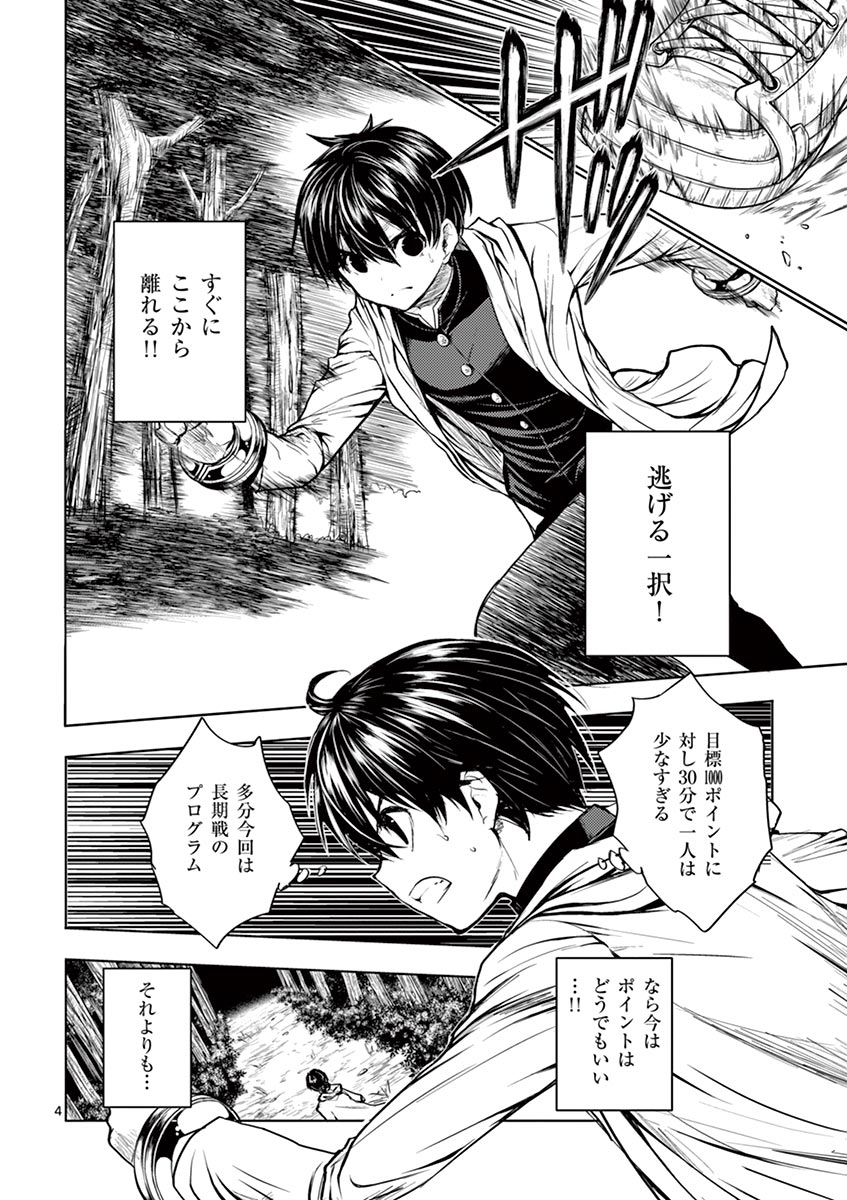 ザザッ
逃げる一択！
すぐに
ここから
離れる!!
目標1000ポイントに
対し30分で一人は
少なすぎる
多分今回は
長期戦の
プログラム
なら今は
ポイントは
どうでもいい
…!!
それよりも…
4